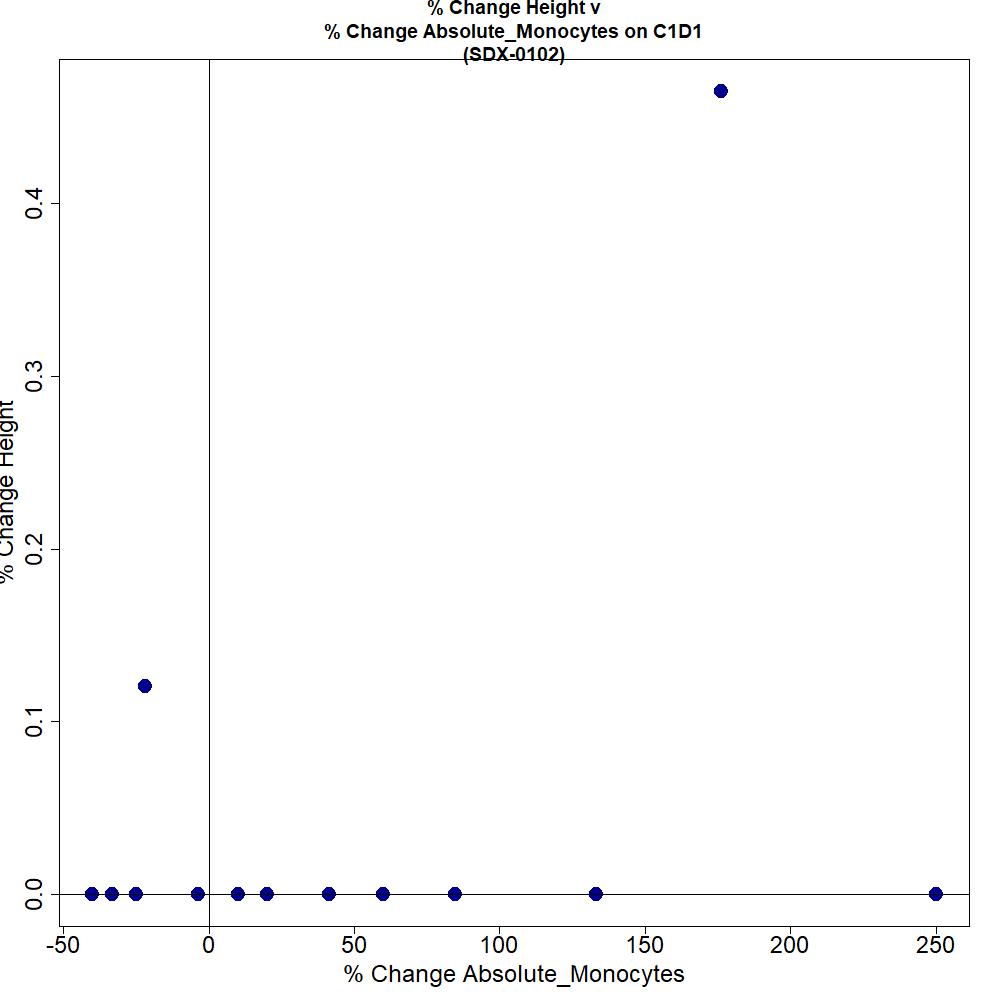 % Change Height v
% Change Absolute_Monocytes on C1D1
(SDX-0102)
% Change Height
0.4
0.3
0.2
0.1
0.0
-50 0 50 100 150 200 250
% Change Absolute_Monocytes